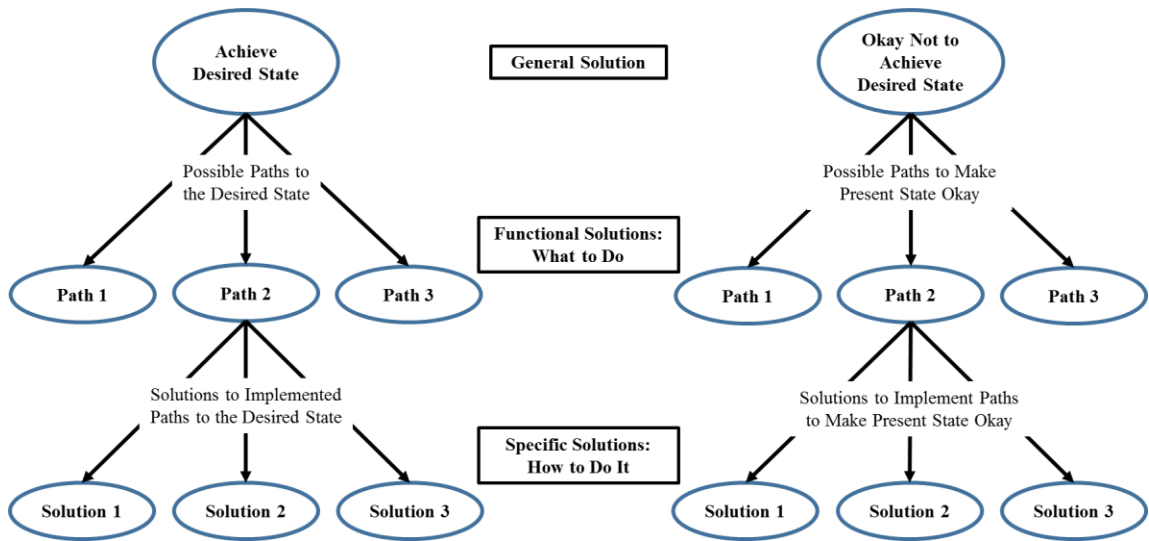 Achieve
Desired State
General Solution
Okay Not to
Achieve
Desired State
Possible Paths to
the Desired State
Possible Paths to Make
Present State Okay
Functional Solutions:
What to Do
Path 1
Path 2
Path 3
Path 1
Path 2
Path 3
Solutions to Implemented
Paths to the Desired State
Solutions to Implement Paths
to Make Present State Okay
Specific Solutions:
How to Do It
Solution 1
Solution 2
Solution 3
Solution 1
Solution 2
Solution 3